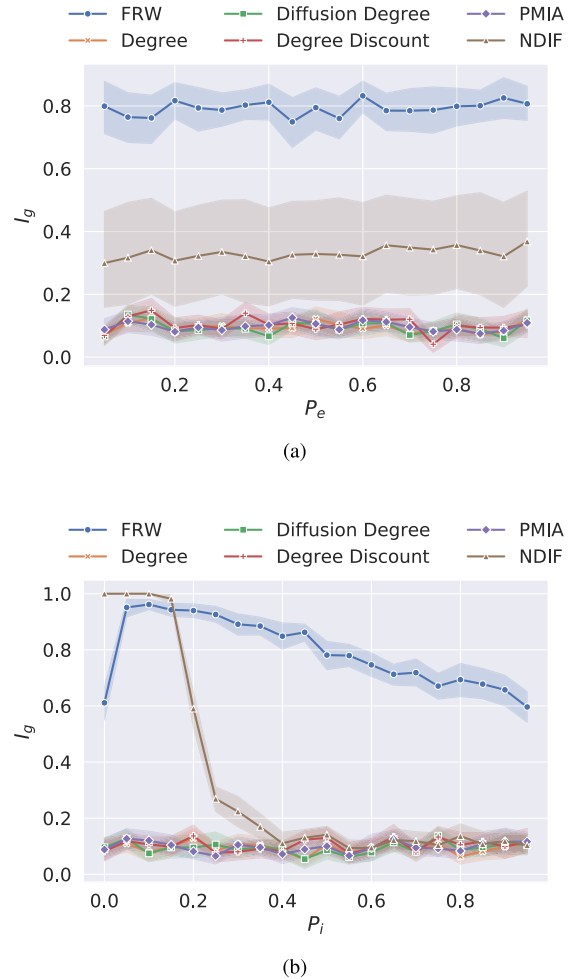 FRW Diffusion Degree PMIA
Degree Degree Discount NDIF
0.8
0.6
0.4
0.2
0.0
I_g
0.2 0.4 0.6 0.8
P_e
(a)
FRW Diffusion Degree PMIA
Degree Degree Discount NDIF
1.0
0.8
0.6
0.4
0.2
0.0
I_g
0.0 0.2 0.4 0.6 0.8
P_i
(b)